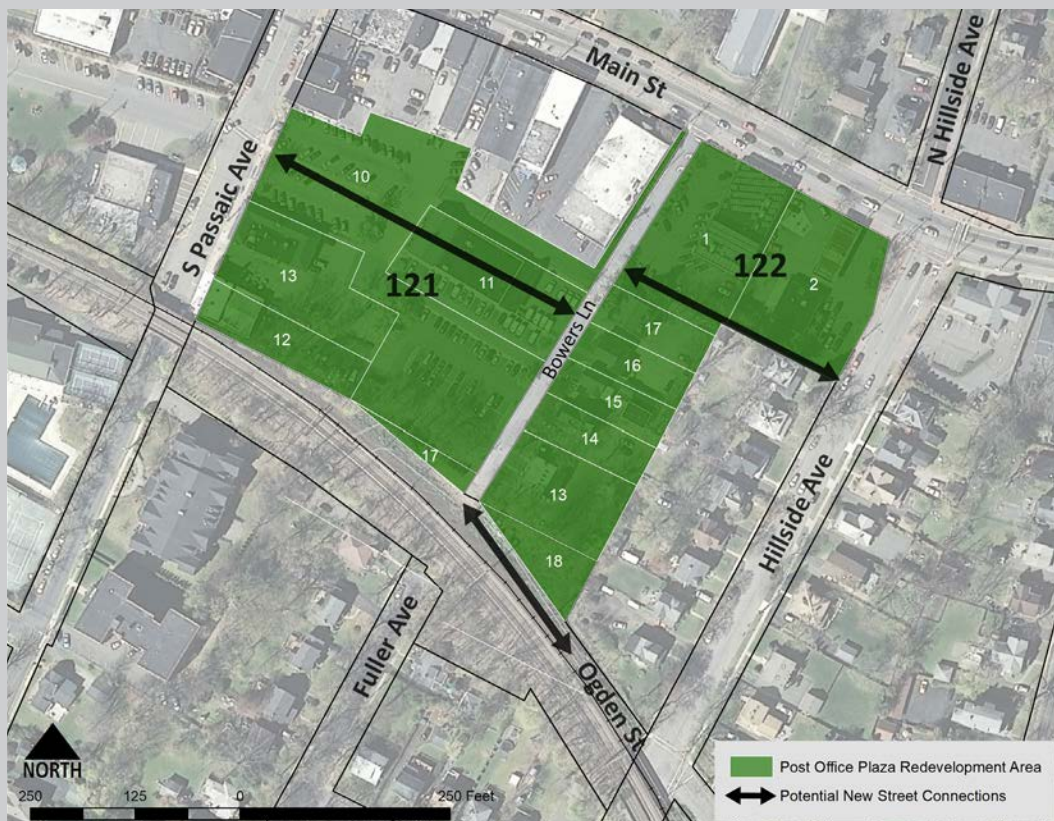 Main St
N Hillside Ave
S Passaic Ave
10
1
122
2
13
121
11
17
Bowers Ln
16
12
15
14
17
13
Hillside Ave
18
Fuller Ave
Ogden St
NORTH
250 125 0 250 Feet
Post Office Plaza Redevelopment Area
Potential New Street Connections